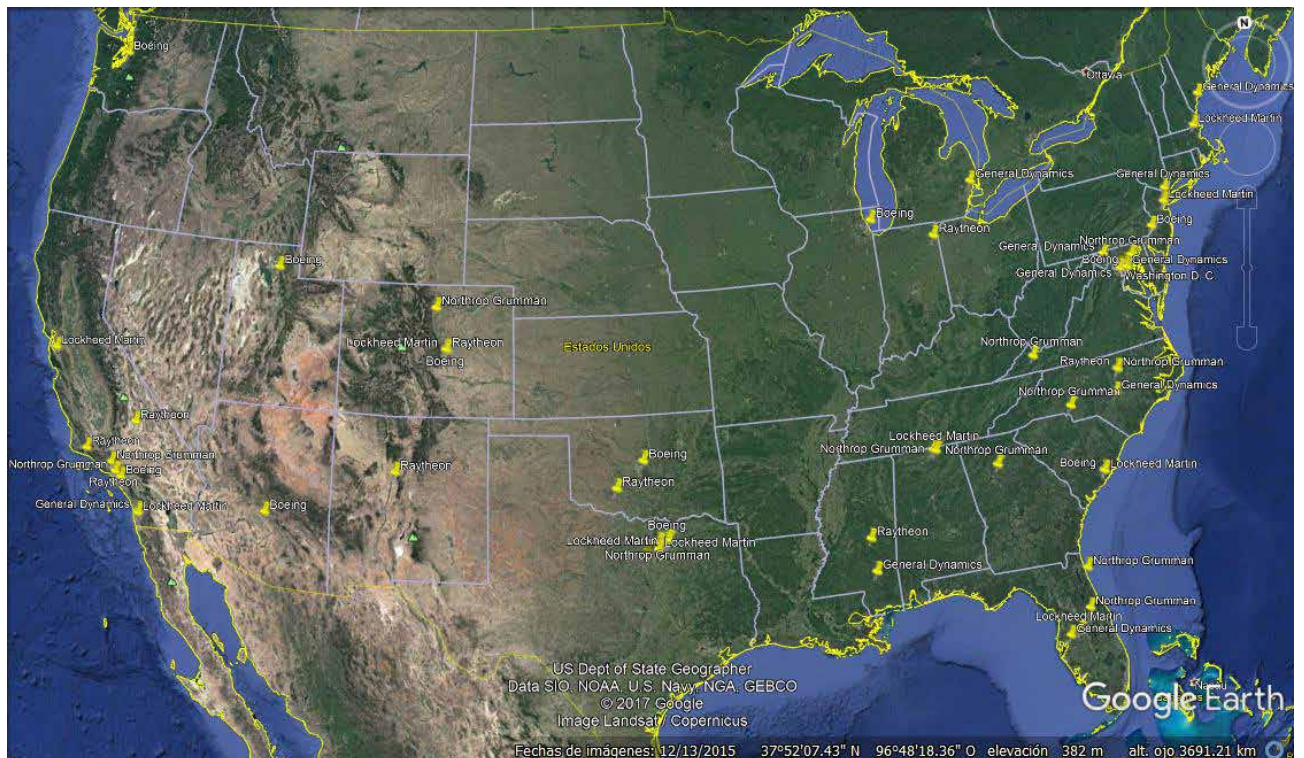 N
Boeing
Ottawa
General Dynamics
Lockheed Martin
General Dynamics
General Dynamics
Lockheed Martin
Boeing
Boeing
Raytheon
Northrop Grumman
General Dynamics
Boeing
General Dynamics
Boeing
General Dynamics
Washington D. C.
Northrop Grumman
Lockheed Martin
Lockheed Martin
Raytheon
Estados Unidos
Boeing
Northrop Grumman
Raytheon
Northrop Grumman
General Dynamics
Northrop Grumman
Raytheon
Raytheon
Lockheed Martin
Northrop Grumman
Northrop Grumman
Northrop Grumman
Northrop Grumman
Boeing
Boeing
Lockheed Martin
Raytheon
Boeing
Raytheon
Raytheon
General Dynamics
Lockheed Martin
Boeing
Boeing
Raytheon
Lockheed Martin
Lockheed Martin
Northrop Grumman
Northrop Grumman
General Dynamics
Northrop Grumman
Lockheed Martin
General Dynamics
US Dept of State Geographer
Data SIO, NOAA, U.S. Navy, NGA, GEBCO
© 2017 Google
Image Landsat / Copernicus
Nassau
Google Earth
Fechas de imágenes: 12/13/2015 37°52'07.43" N 96°48'18.36" O elevación 382 m alt. ojo 3691.21 km